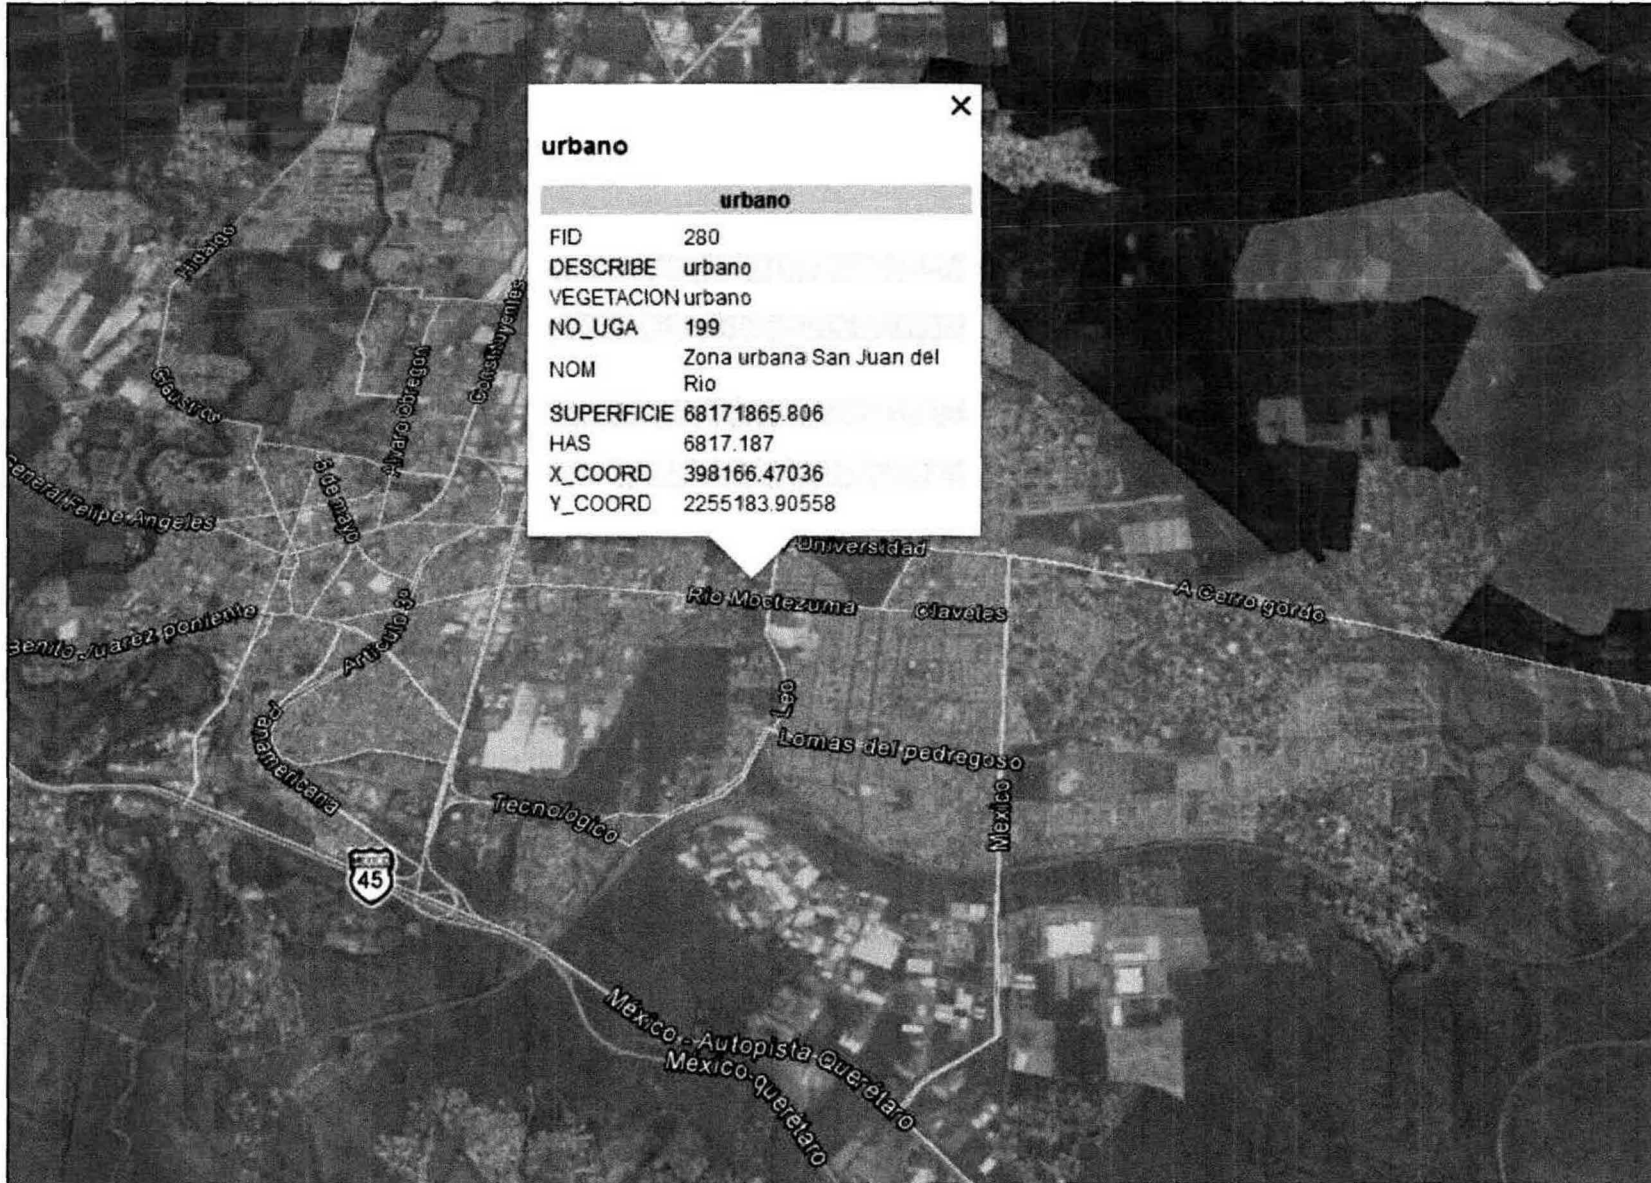 ×
urbano
urbano
FID 280
DESCRIBE urbano
VEGETACION urbano
NO_UGA 199
NOM Zona urbana San Juan del
Rio
SUPERFICIE 68171865.806
HAS 6817.187
X_COORD 398166.47036
Y_COORD 2255183.90558
Hidalgo
Constituyentes
Alvaro obregon
5 de mayo
General Felipe Angeles
Universidad
Rio Moctezuma
Claveles
A Cerro gordo
Benito Juarez poniente
Articulo 3º
Leo
Lomas del pedregoso
Panamericana
Tecnologico
Mexico
MEXICO
45
México - Autopista Querétaro
México-querétaro